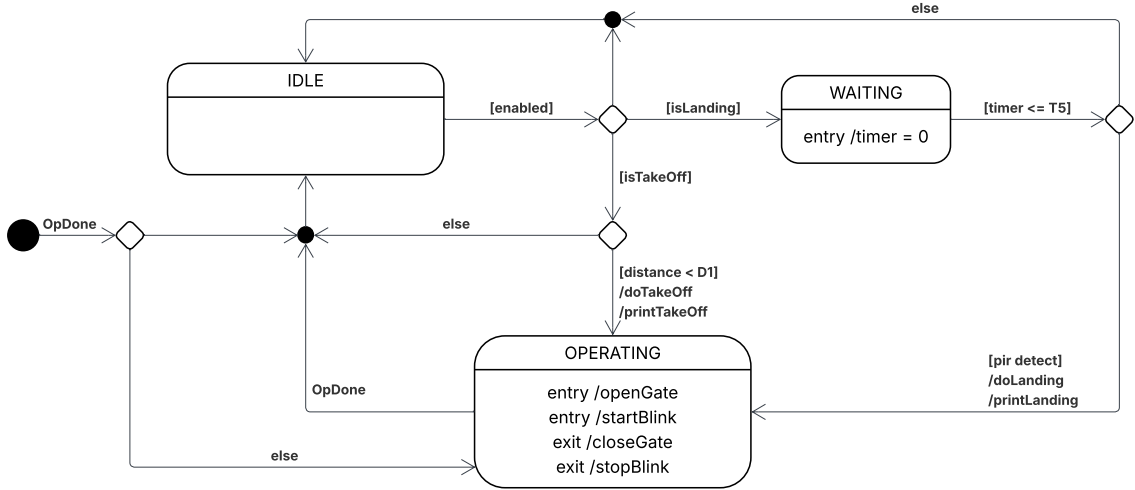 else
IDLE
WAITING
[enabled]
[isLanding]
[timer <= T5]
entry /timer = 0
[isTakeOff]
OpDone
else
[distance < D1]
/doTakeOff
/printTakeOff
OPERATING
[pir detect]
/doLanding
/printLanding
OpDone
entry /openGate
entry /startBlink
exit /closeGate
exit /stopBlink
else